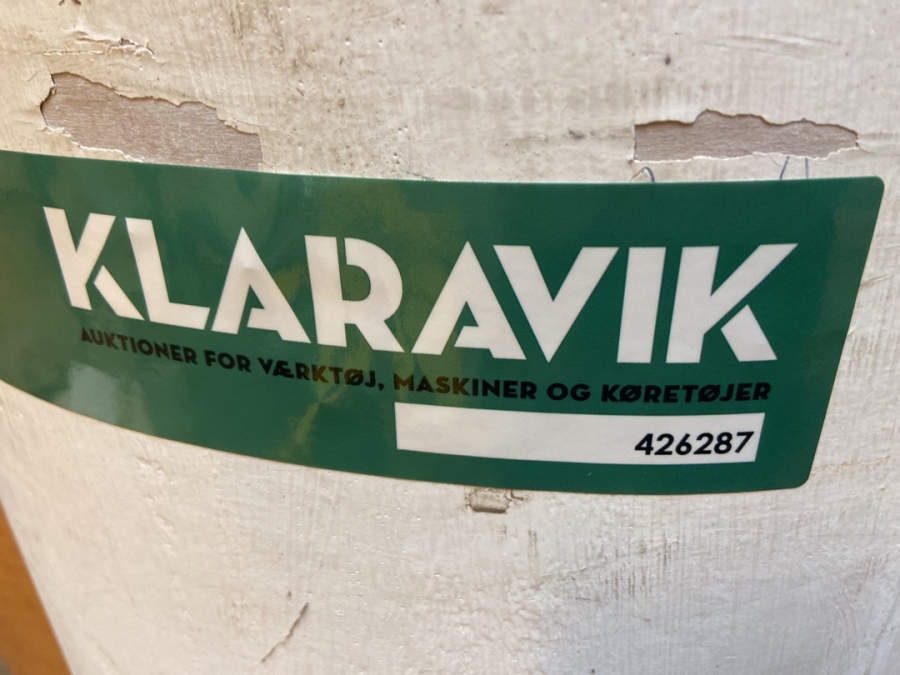 KLARAVIK
AUKTIONER FOR VÆRKTØJ, MASKINER OG KØRETØJER
426287